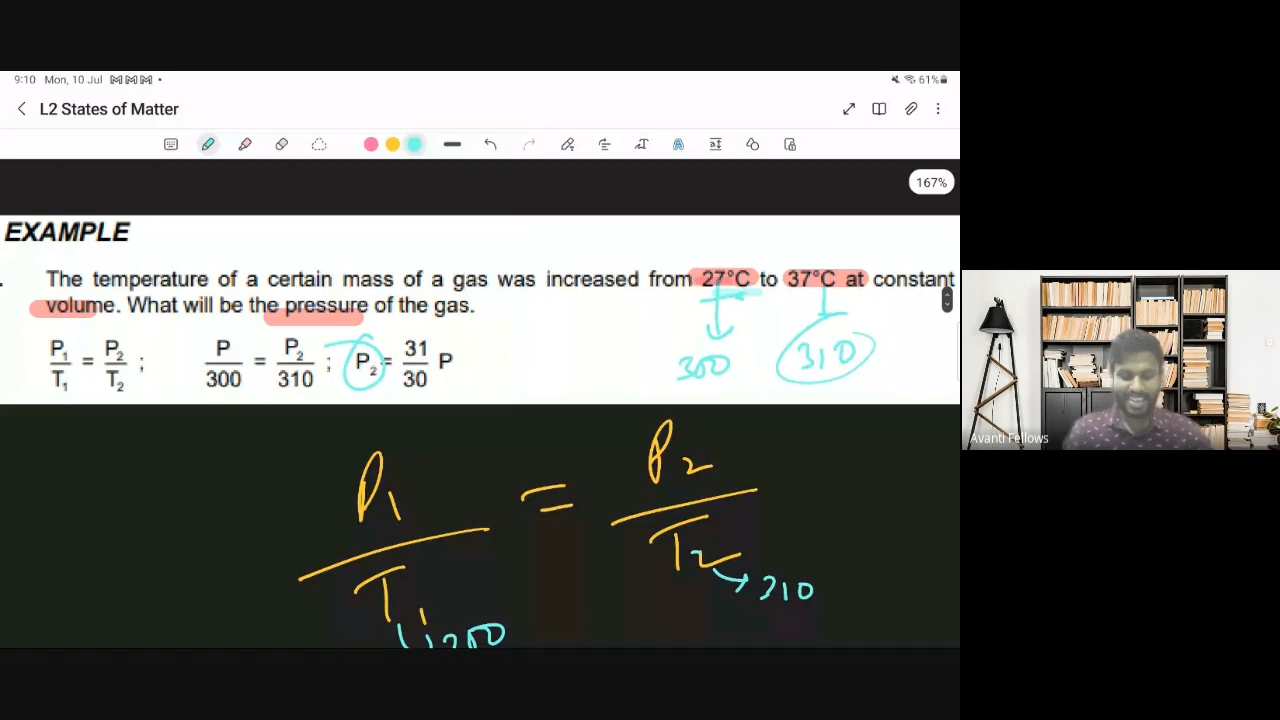 9:10 Mon, 10 Jul
61%
L2 States of Matter
167%
EXAMPLE
. The temperature of a certain mass of a gas was increased from 27°C to 37°C at constant
volume. What will be the pressure of the gas.
P₁/T₁ = P₂/T₂ ; P/300 = P₂/310 ; P₂ = 31/30 P
300 310
P₁/T₁ = P₂/T₂
310
300
Avanti Fellows